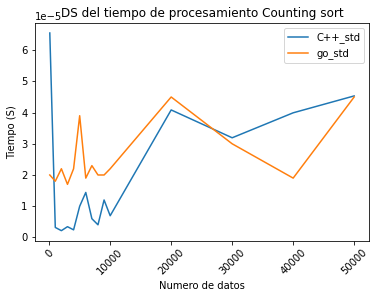 DS del tiempo de procesamiento Counting sort
1e-5
C++_std
go_std
6
5
4
3
2
1
0
Tiempo (S)
0
10000
20000
30000
40000
50000
Numero de datos